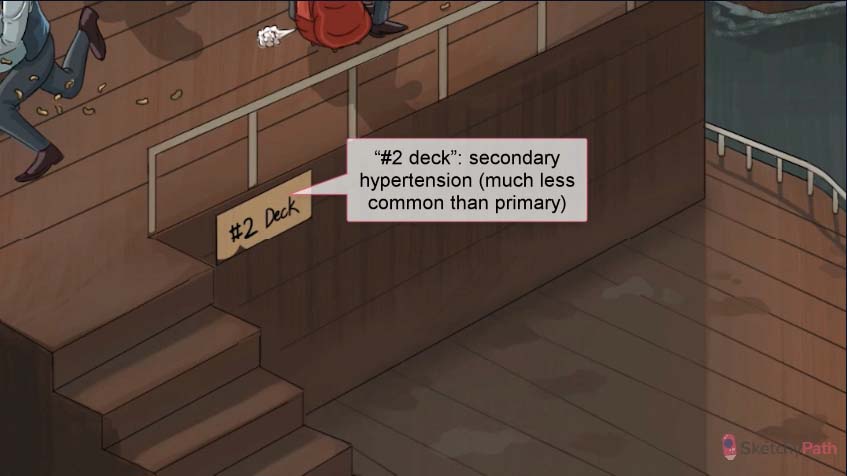 “#2 deck”: secondary
hypertension (much less
common than primary)
#2 Deck
SketchyPath